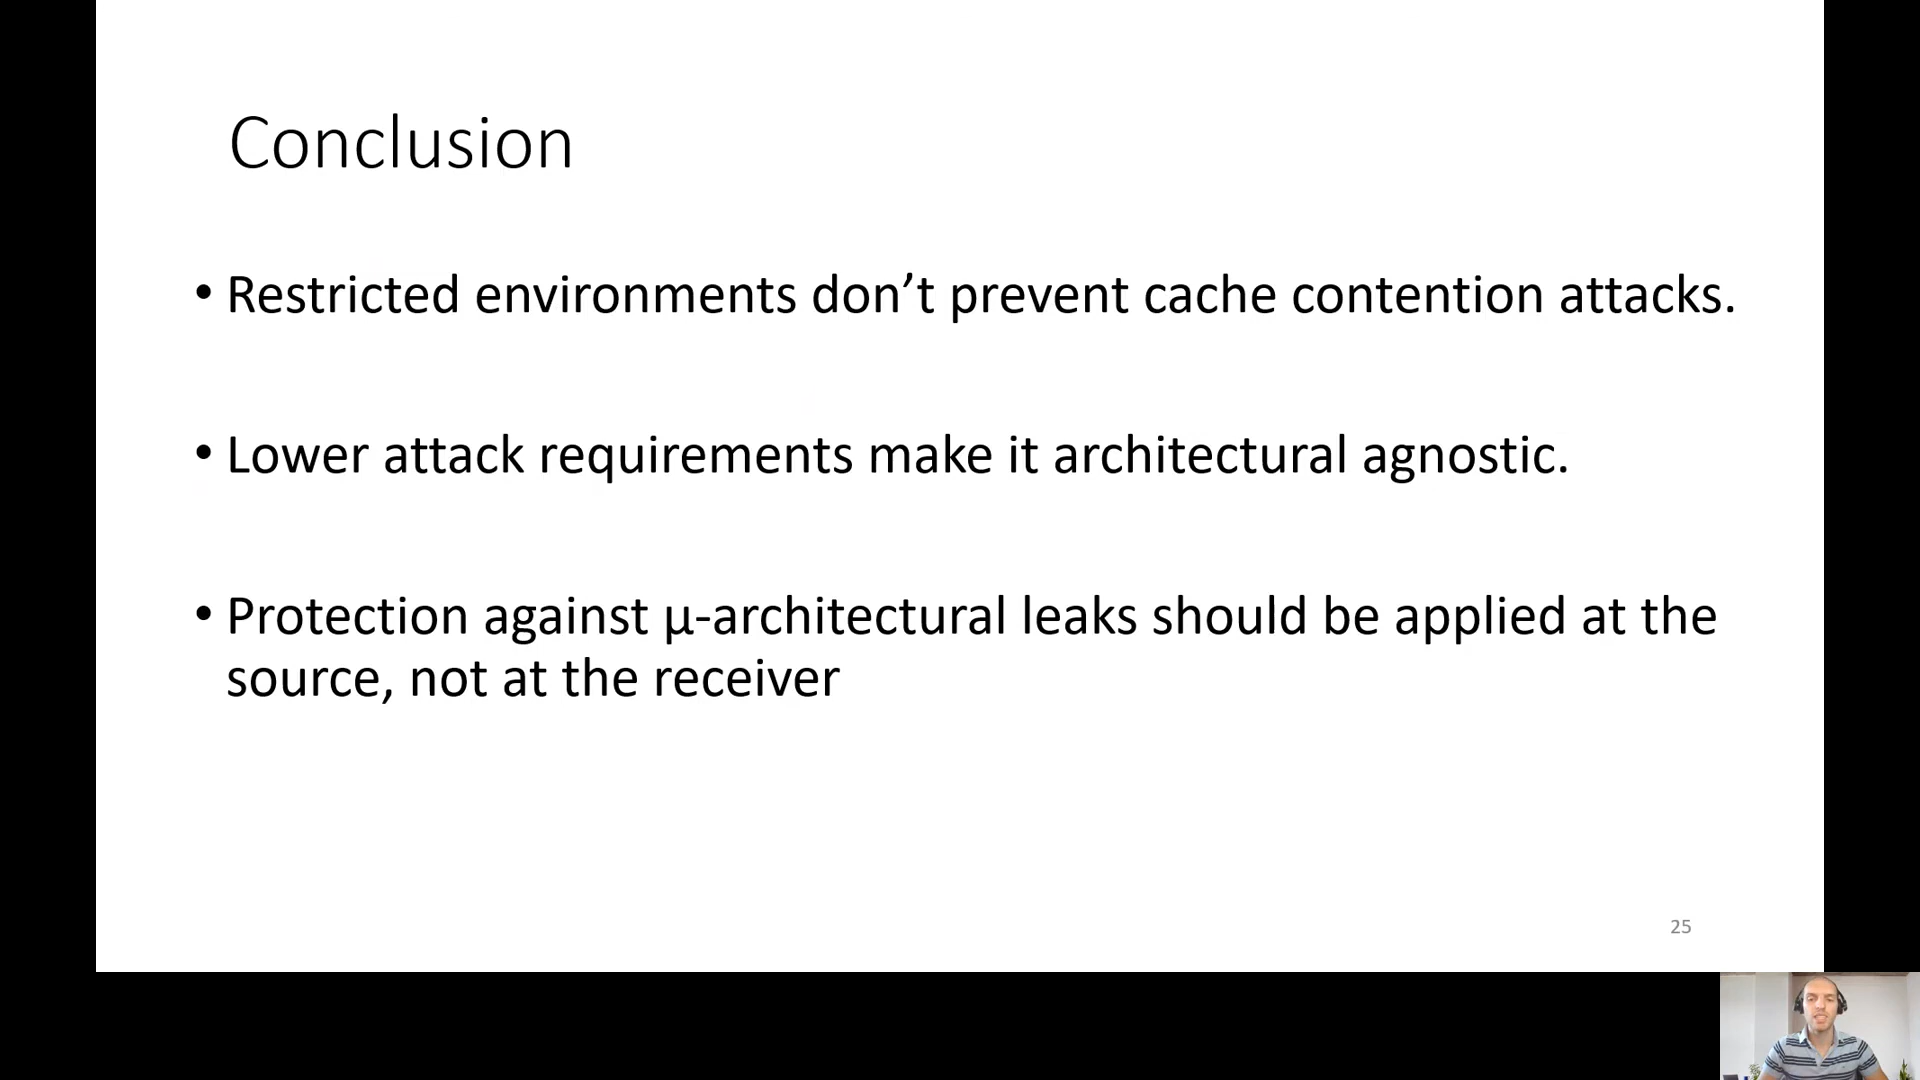 Conclusion
• Restricted environments don’t prevent cache contention attacks.
• Lower attack requirements make it architectural agnostic.
• Protection against µ-architectural leaks should be applied at the
source, not at the receiver
25